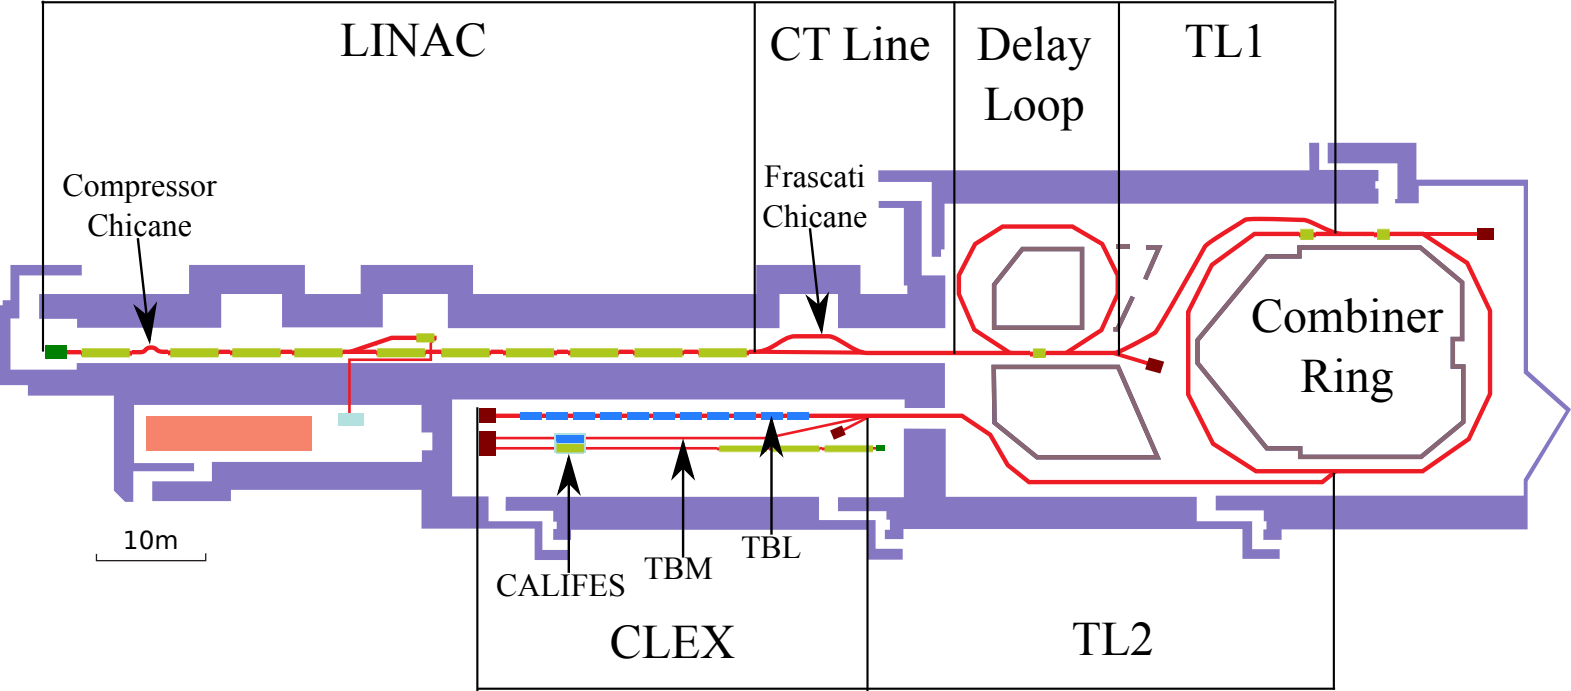 LINAC
CT Line
Delay
Loop
TL1
Compressor
Chicane
Frascati
Chicane
Combiner
Ring
10m
CALIFES
TBM
TBL
CLEX
TL2